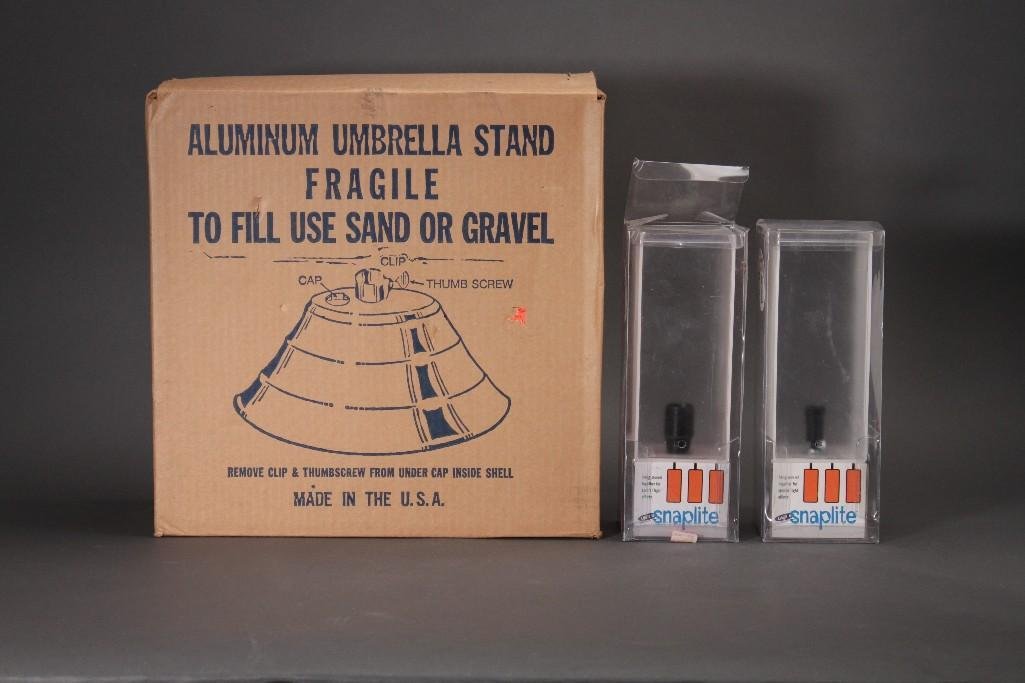 ALUMINUM UMBRELLA STAND
FRAGILE
TO FILL USE SAND OR GRAVEL
CLIP
CAP
THUMB SCREW
REMOVE CLIP & THUMBSCREW FROM UNDER CAP INSIDE SHELL
MADE IN THE U.S.A.
snaplite
snaplite